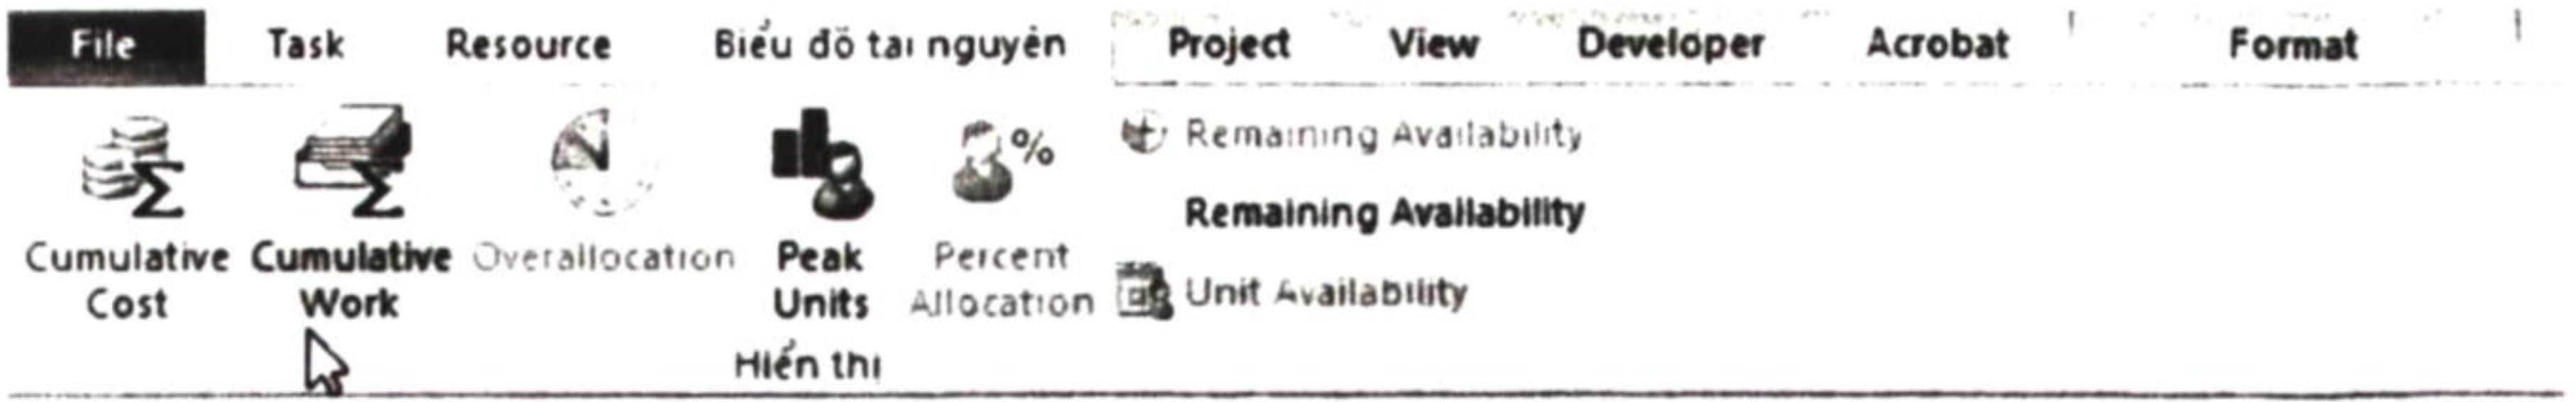 File Task Resource Biểu đồ tài nguyên Project View Developer Acrobat Format
Remaining Availability
Remaining Availability
Cumulative Cumulative Overallocation Peak Percent
Cost Work Units Allocation Unit Availability
Hiển thị